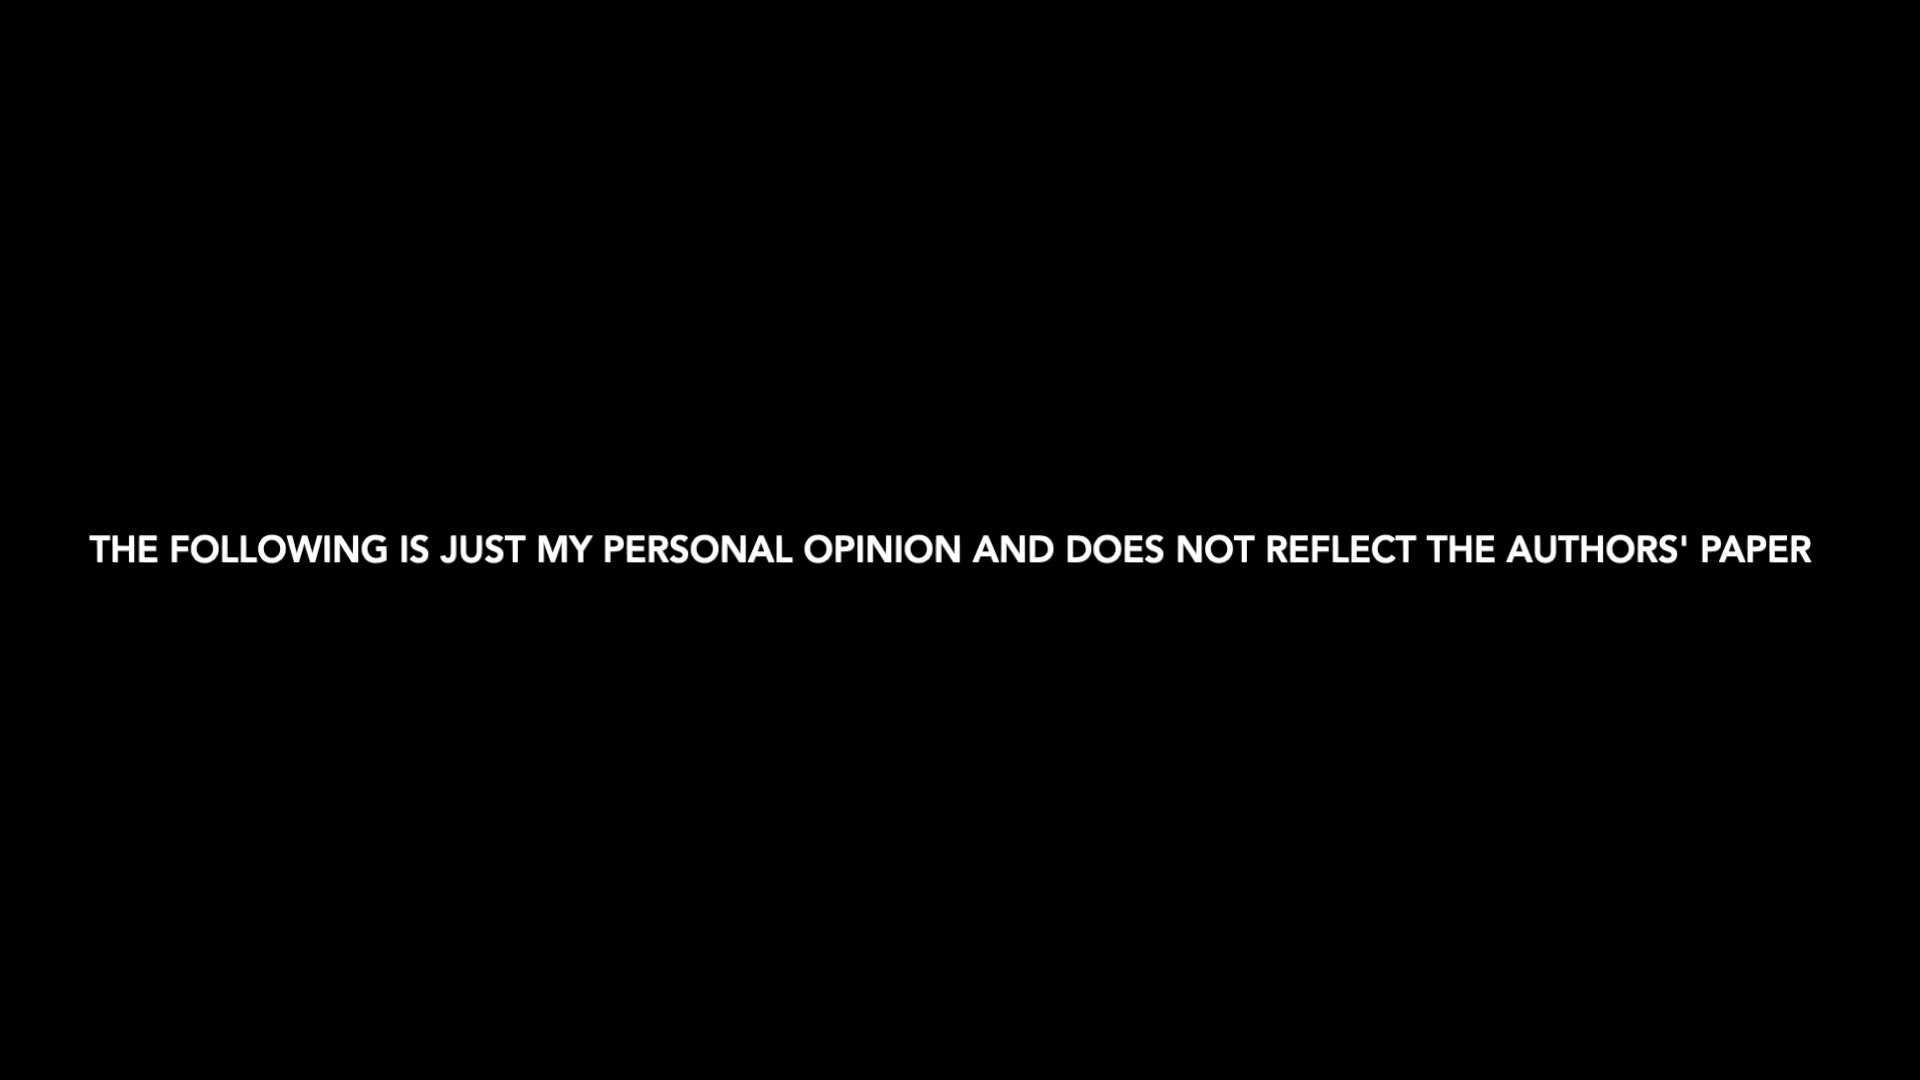 THE FOLLOWING IS JUST MY PERSONAL OPINION AND DOES NOT REFLECT THE AUTHORS' PAPER